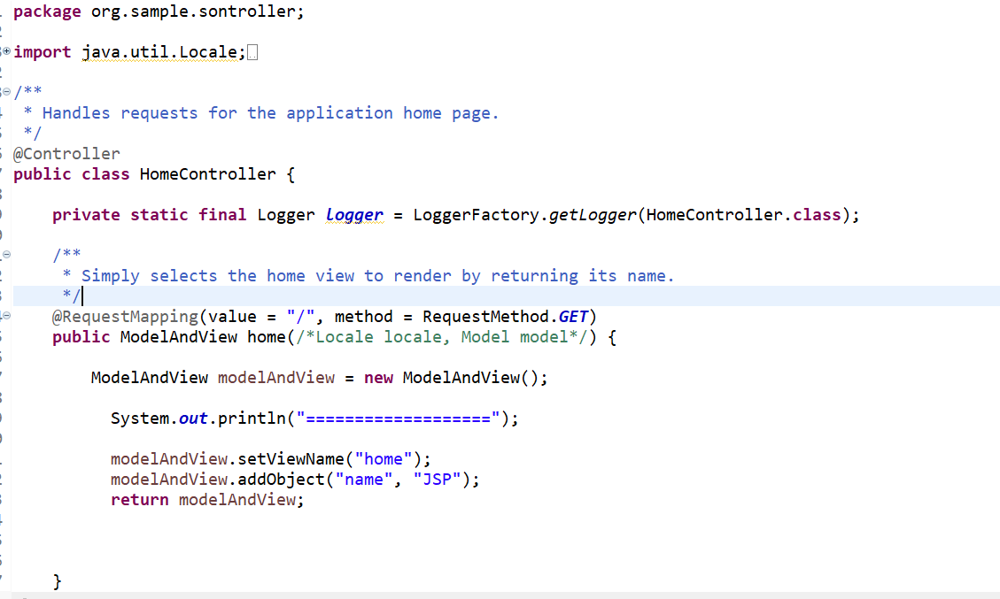 package org.sample.sontroller;
import java.util.Locale;
/**
* Handles requests for the application home page.
*/
@Controller
public class HomeController {
private static final Logger logger = LoggerFactory.getLogger(HomeController.class);
/**
* Simply selects the home view to render by returning its name.
*/
@RequestMapping(value = "/", method = RequestMethod.GET)
public ModelAndView home(/*Locale locale, Model model*/) {
ModelAndView modelAndView = new ModelAndView();
System.out.println("===================");
modelAndView.setViewName("home");
modelAndView.addObject("name", "JSP");
return modelAndView;
}